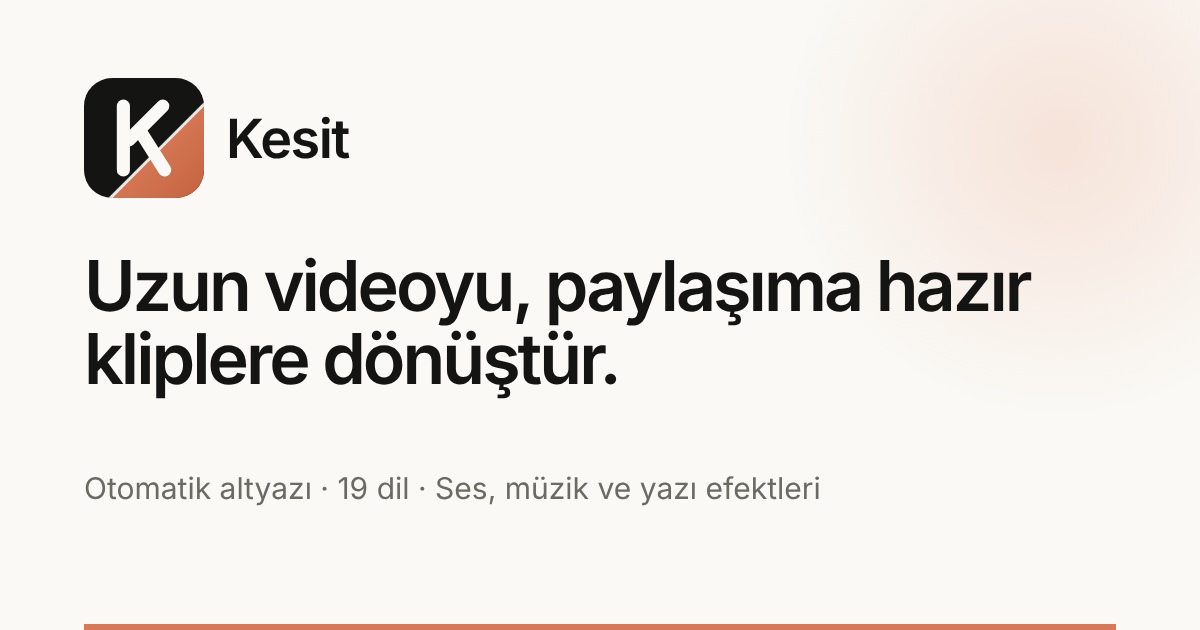 K
Kesit
Uzun videoyu, paylaşıma hazır
kliplere dönüştür.
Otomatik altyazı · 19 dil · Ses, müzik ve yazı efektleri